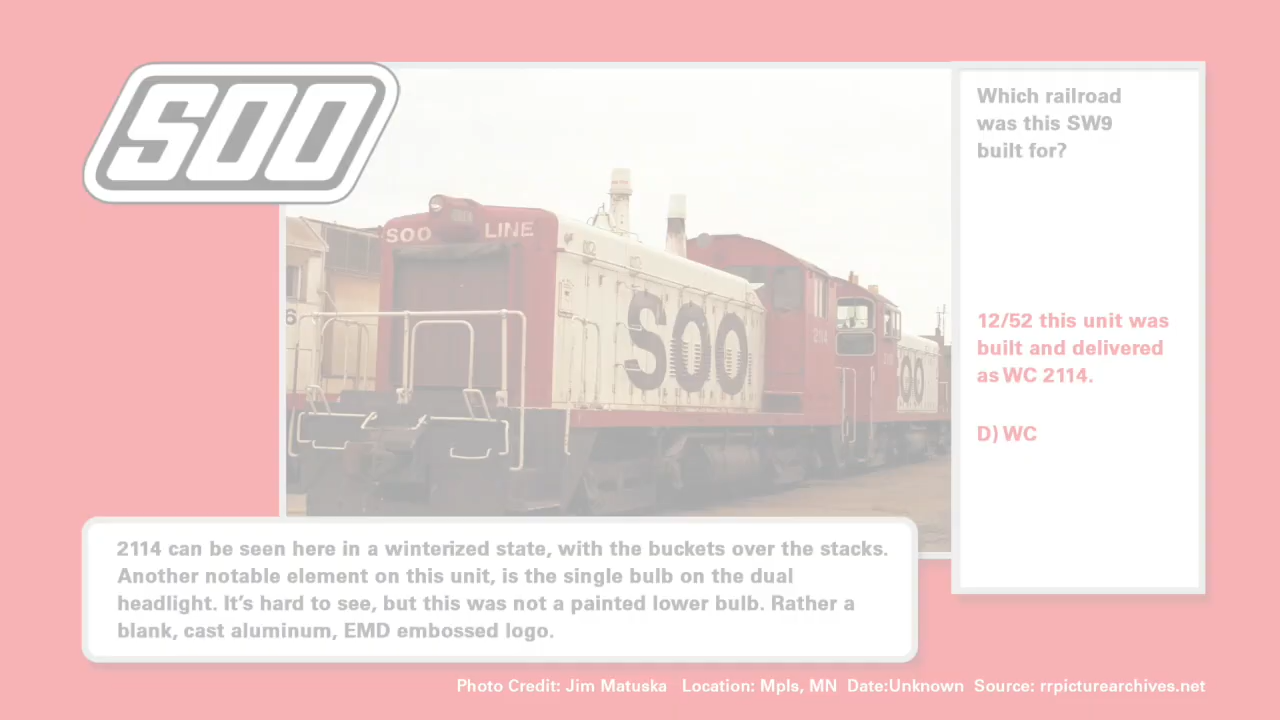 SOO
Which railroad
was this SW9
built for?
SOO LINE
SOO
2114
6
OO
12/52 this unit was
built and delivered
as WC 2114.
D) WC
2114 can be seen here in a winterized state, with the buckets over the stacks.
Another notable element on this unit, is the single bulb on the dual
headlight. It’s hard to see, but this was not a painted lower bulb. Rather a
blank, cast aluminum, EMD embossed logo.
Photo Credit: Jim Matuska Location: Mpls, MN Date:Unknown Source: rrpicturearchives.net